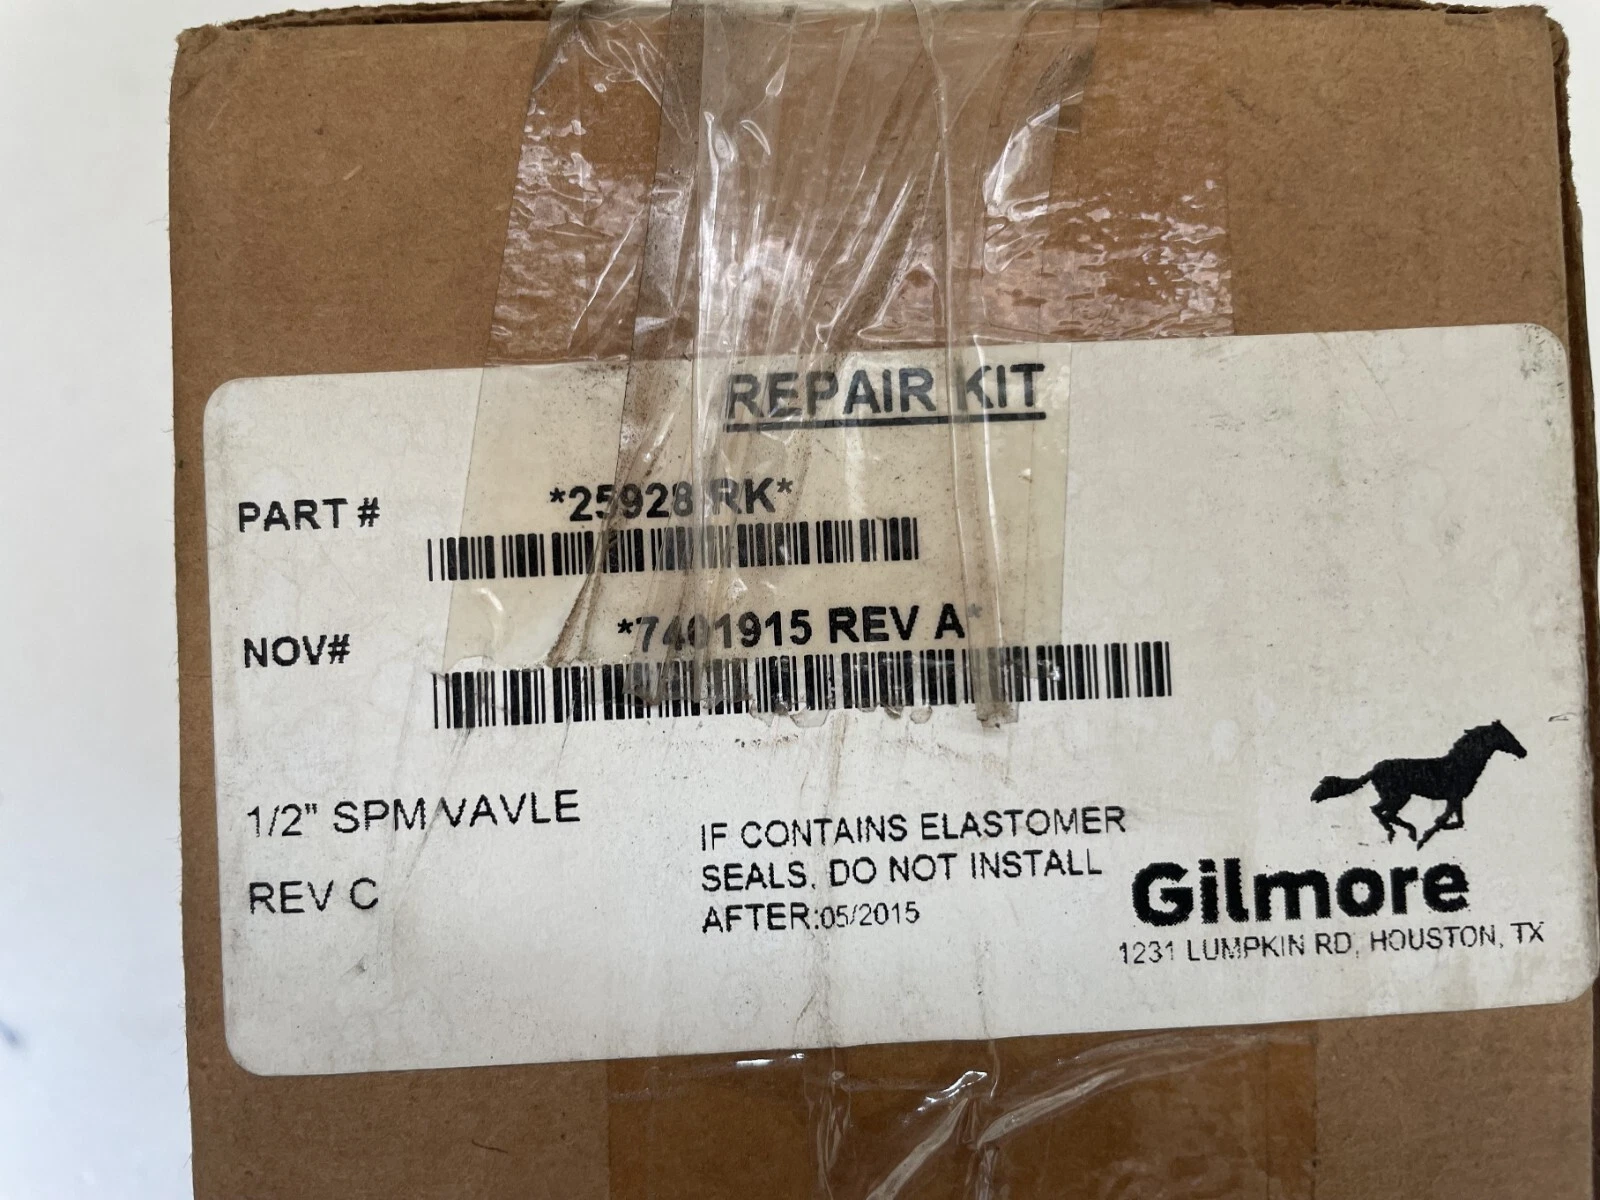 REPAIR KIT
PART # *25928 RK*
NOV# *7401915 REV A*
1/2" SPM VAVLE
REV C
IF CONTAINS ELASTOMER
SEALS, DO NOT INSTALL
AFTER:05/2015
Gilmore
1231 LUMPKIN RD, HOUSTON, TX